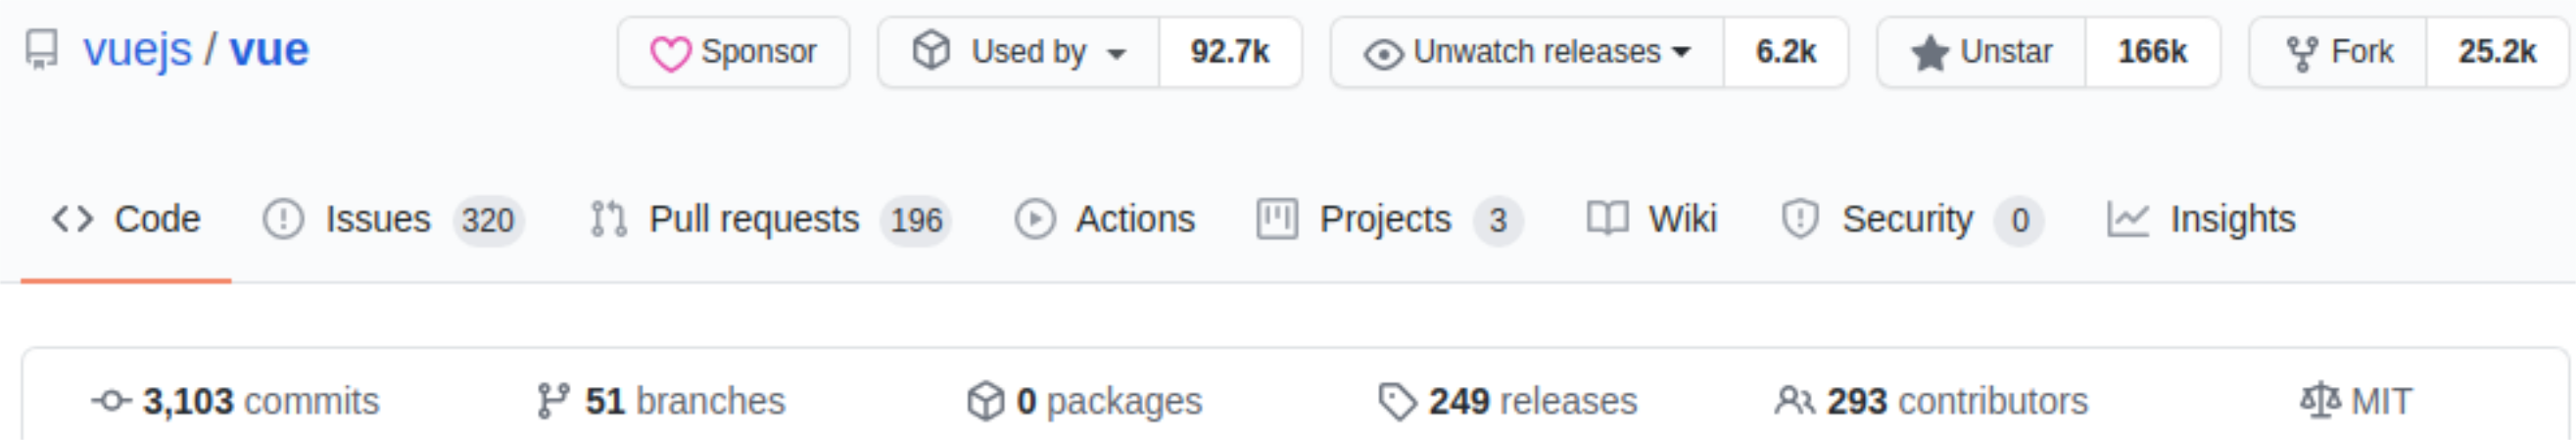 vuejs / vue Sponsor Used by 92.7k Unwatch releases 6.2k Unstar 166k Fork 25.2k
Code Issues 320 Pull requests 196 Actions Projects 3 Wiki Security 0 Insights
3,103 commits 51 branches 0 packages 249 releases 293 contributors MIT